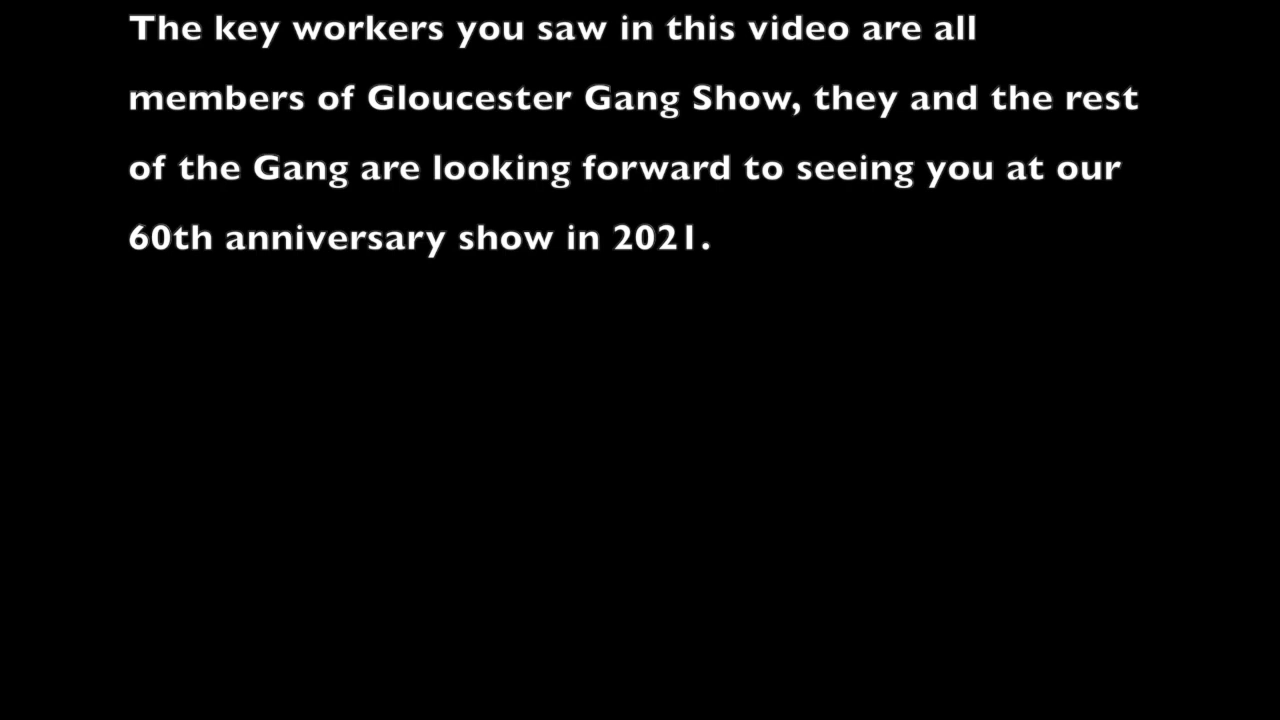 The key workers you saw in this video are all
members of Gloucester Gang Show, they and the rest
of the Gang are looking forward to seeing you at our
60th anniversary show in 2021.